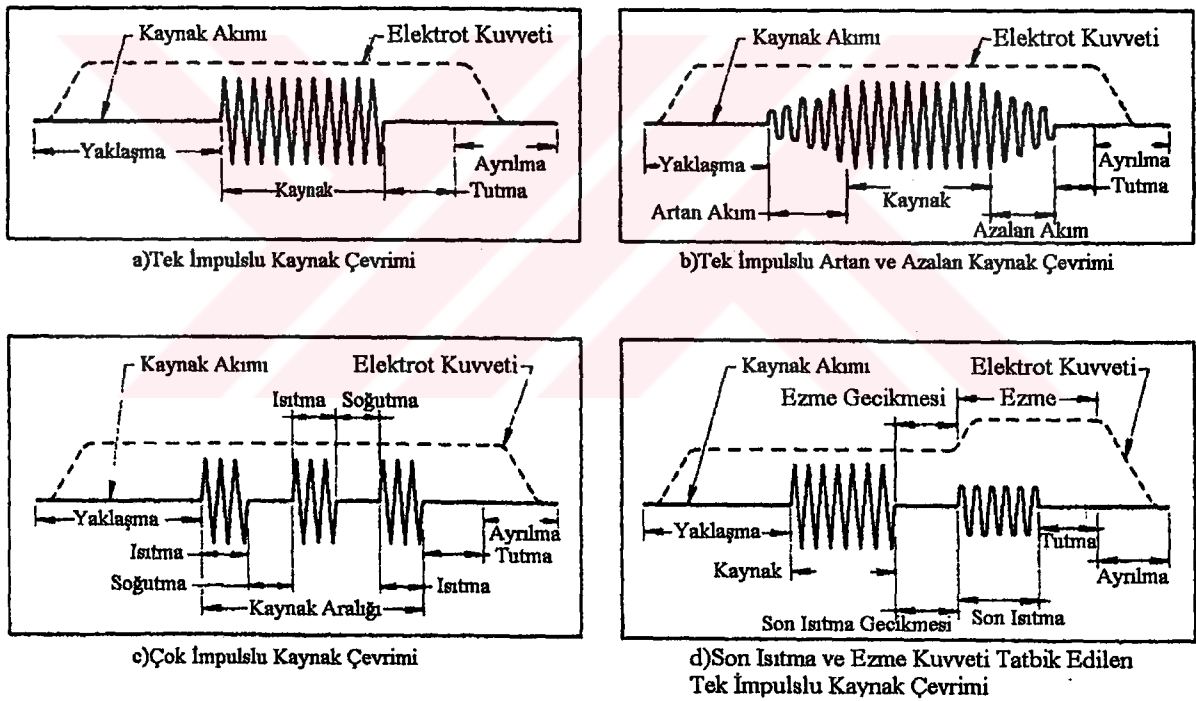 Kaynak Akımı
Elektrot Kuvveti
Yaklaşma
Kaynak
Ayrılma
Tutma
a)Tek İmpulslu Kaynak Çevrimi
Kaynak Akımı
Elektrot Kuvveti
Yaklaşma
Artan Akım
Kaynak
Azalan Akım
Ayrılma
Tutma
b)Tek İmpulslu Artan ve Azalan Kaynak Çevrimi
Kaynak Akımı
Elektrot Kuvveti
Isıtma
Soğutma
Yaklaşma
Isıtma
Soğutma
Kaynak Aralığı
Isıtma
Ayrılma
Tutma
c)Çok İmpulslu Kaynak Çevrimi
Kaynak Akımı
Elektrot Kuvveti
Ezme Gecikmesi
Ezme
Yaklaşma
Kaynak
Tutma
Ayrılma
Son Isıtma Gecikmesi
Son Isıtma
d)Son Isıtma ve Ezme Kuvveti Tatbik Edilen
Tek İmpulslu Kaynak Çevrimi